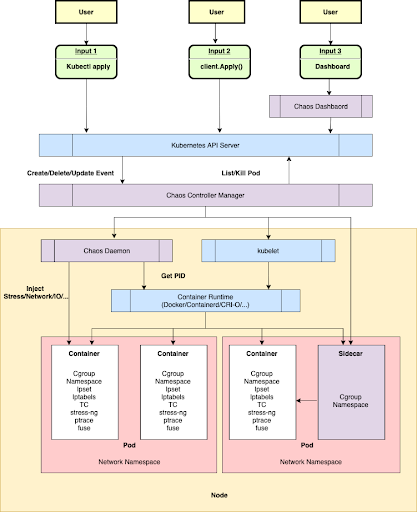 User
User
User
Input 1
Kubectl apply
Input 2
client.Apply()
Input 3
Dashboard
Chaos Dashbaord
Kubernetes API Server
Create/Delete/Update Event
List/Kill Pod
Chaos Controller Manager
Chaos Daemon
kubelet
Get PID
Inject
Stress/Network/IO/...
Container Runtime
(Docker/Containerd/CRI-O/...)
Container
Cgroup
Namespace
Ipset
Iptabels
TC
stress-ng
ptrace
fuse
Container
Cgroup
Namespace
Ipset
Iptabels
TC
stress-ng
ptrace
fuse
Pod
Network Namespace
Container
Cgroup
Namespace
Ipset
Iptabels
TC
stress-ng
ptrace
fuse
Sidecar
Cgroup
Namespace
Pod
Network Namespace
Node